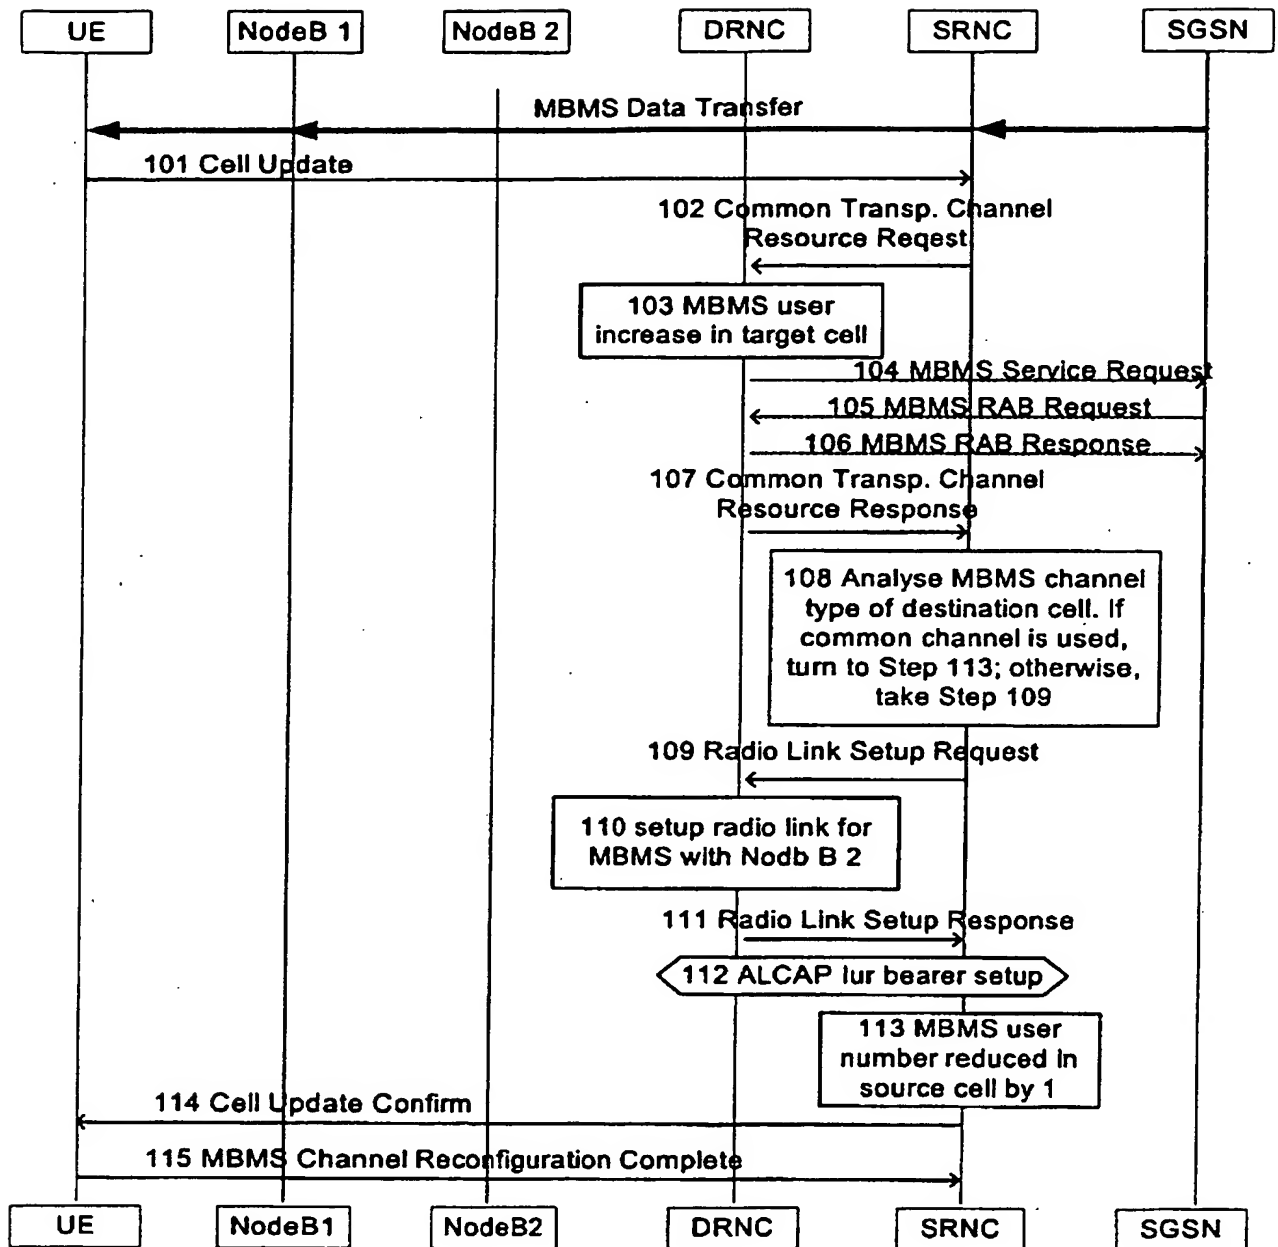 UE
NodeB 1
NodeB 2
DRNC
SRNC
SGSN
MBMS Data Transfer
101 Cell Update
102 Common Transp. Channel
Resource Reqest
103 MBMS user
increase in target cell
104 MBMS Service Request
105 MBMS RAB Request
106 MBMS RAB Response
107 Common Transp. Channel
Resource Response
108 Analyse MBMS channel
type of destination cell. If
common channel is used,
turn to Step 113; otherwise,
take Step 109
109 Radio Link Setup Request
110 setup radio link for
MBMS with Nodb B 2
111 Radio Link Setup Response
112 ALCAP Iur bearer setup
113 MBMS user
number reduced in
source cell by 1
114 Cell Update Confirm
115 MBMS Channel Reconfiguration Complete
UE
NodeB1
NodeB2
DRNC
SRNC
SGSN